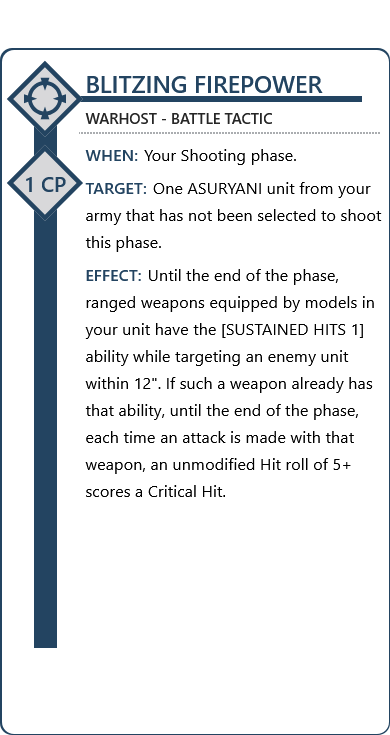 BLITZING FIREPOWER
WARHOST - BATTLE TACTIC
1 CP
WHEN: Your Shooting phase.
TARGET: One ASURYANI unit from your
army that has not been selected to shoot
this phase.
EFFECT: Until the end of the phase,
ranged weapons equipped by models in
your unit have the [SUSTAINED HITS 1]
ability while targeting an enemy unit
within 12". If such a weapon already has
that ability, until the end of the phase,
each time an attack is made with that
weapon, an unmodified Hit roll of 5+
scores a Critical Hit.